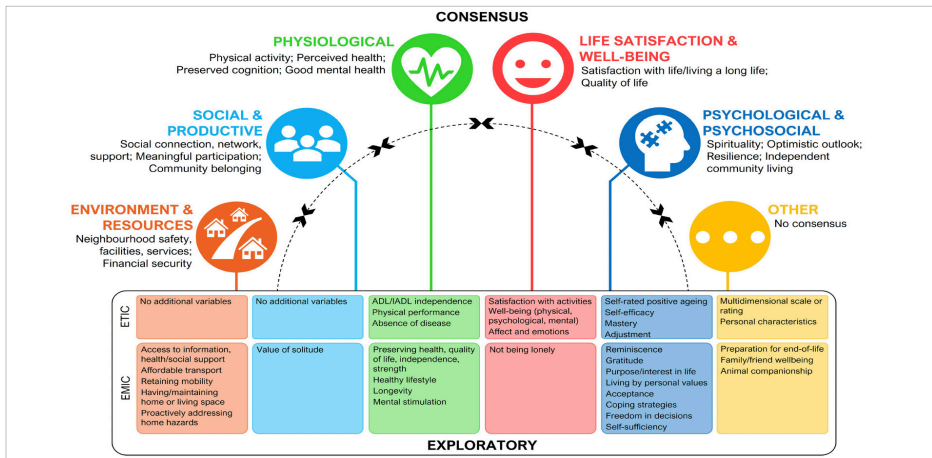 CONSENSUS
PHYSIOLOGICAL
Physical activity; Perceived health;
Preserved cognition; Good mental health
LIFE SATISFACTION &
WELL-BEING
Satisfaction with life/living a long life;
Quality of life
SOCIAL &
PRODUCTIVE
Social connection, network,
support; Meaningful participation;
Community belonging
PSYCHOLOGICAL &
PSYCHOSOCIAL
Spirituality; Optimistic outlook;
Resilience; Independent
community living
ENVIRONMENT &
RESOURCES
Neighbourhood safety,
facilities, services;
Financial security
OTHER
No consensus
ETIC
No additional variables
No additional variables
ADL/IADL independence
Physical performance
Absence of disease
Satisfaction with activities
Well-being (physical,
psychological, mental)
Affect and emotions
Self-rated positive ageing
Self-efficacy
Mastery
Adjustment
Multidimensional scale or
rating
Personal characteristics
EMIC
Access to information,
health/social support
Affordable transport
Retaining mobility
Having/maintaining
home or living space
Proactively addressing
home hazards
Value of solitude
Preserving health, quality
of life, independence,
strength
Healthy lifestyle
Longevity
Mental stimulation
Not being lonely
Reminiscence
Gratitude
Purpose/interest in life
Living by personal values
Acceptance
Coping strategies
Freedom in decisions
Self-sufficiency
Preparation for end-of-life
Family/friend wellbeing
Animal companionship
EXPLORATORY